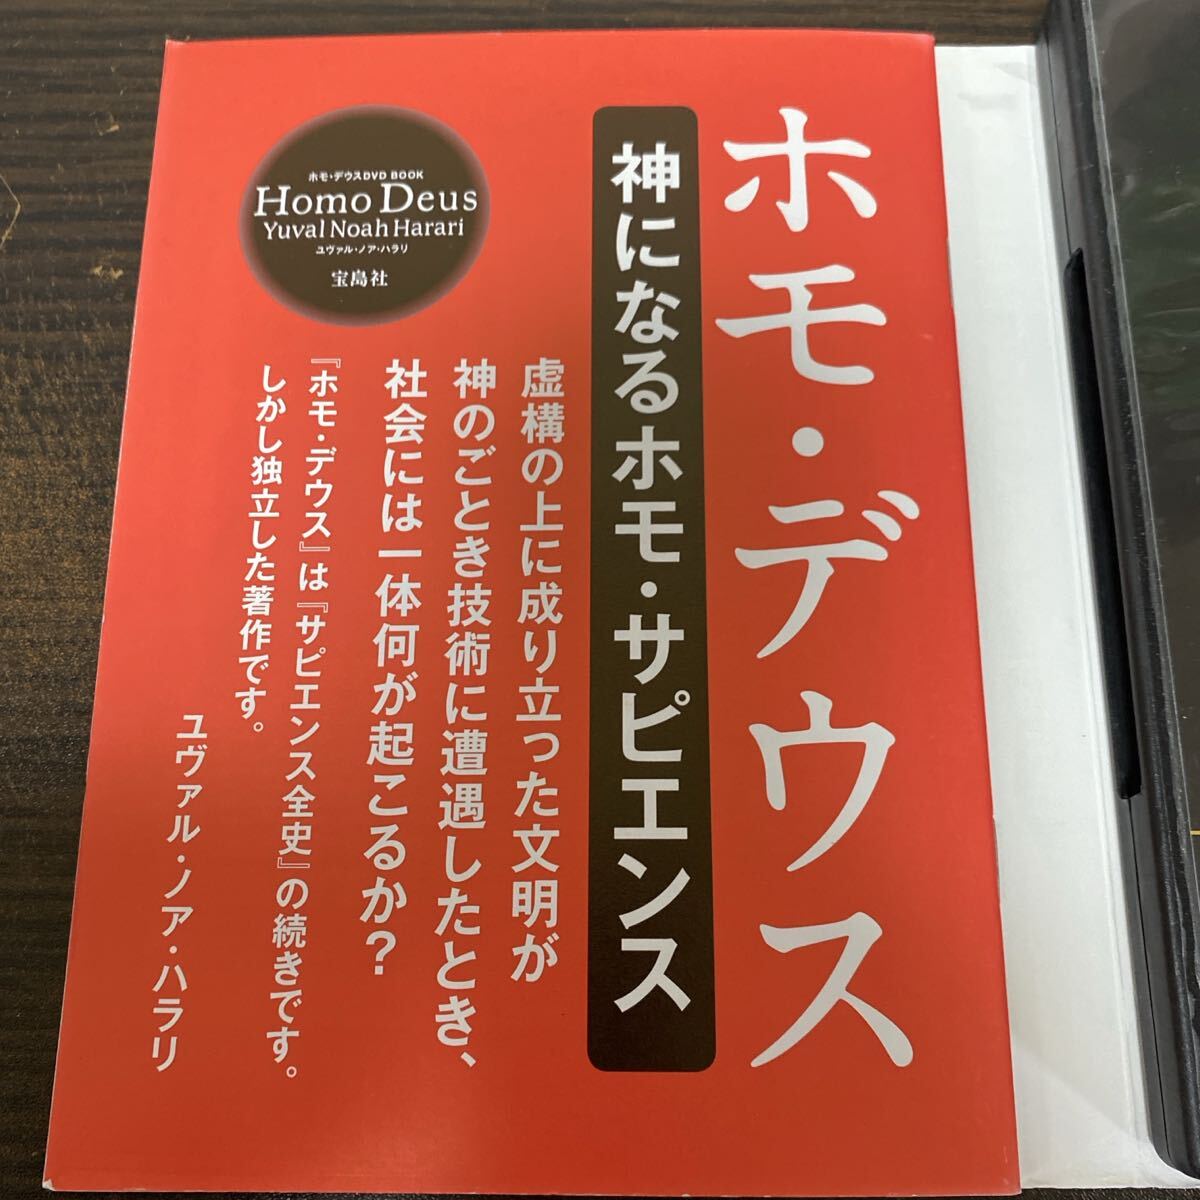 ホモ・デウス
神になるホモ・サピエンス
虚構の上に成り立った文明が
神のごとき技術に遭遇したとき、
社会には一体何が起こるか?
『ホモ・デウス』は『サピエンス全史』の続きです。
しかし独立した著作です。
ユヴァル・ノア・ハラリ
ホモ・デウスDVD BOOK
Homo Deus
Yuval Noah Harari
ユヴァル・ノア・ハラリ
宝島社